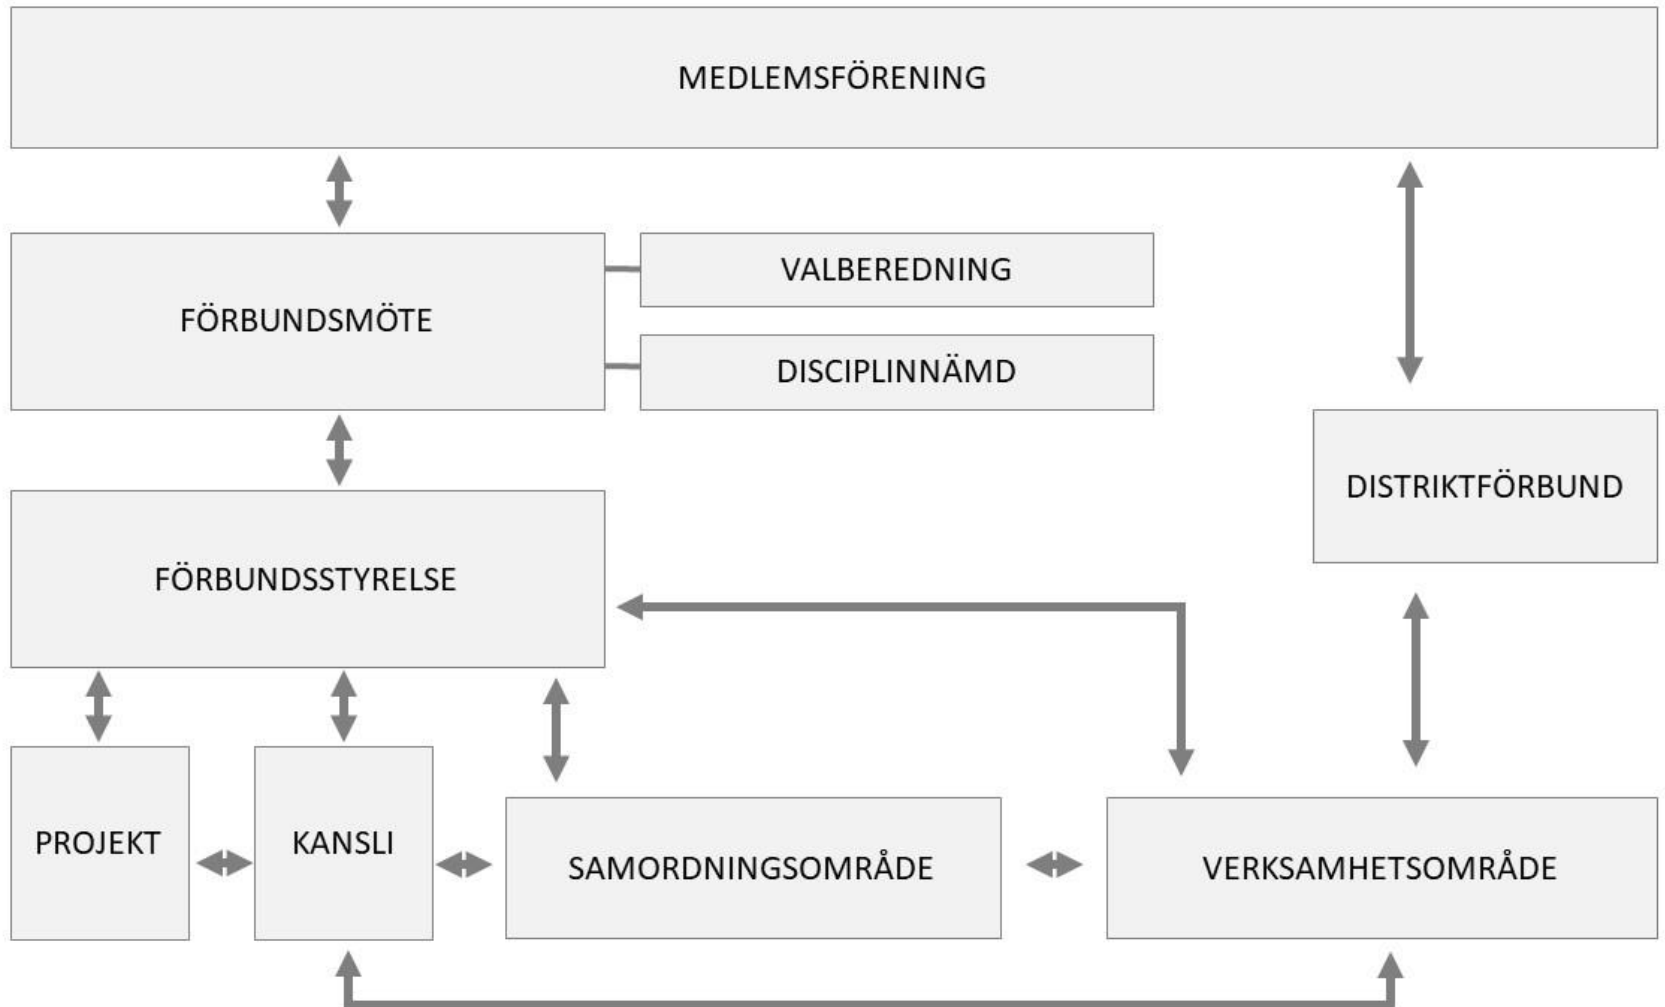 MEDLEMSFÖRENING
FÖRBUNDSMÖTE
VALBEREDNING
DISCIPLINNÄMD
DISTRIKTFÖRBUND
FÖRBUNDSSTYRELSE
PROJEKT
KANSLI
SAMORDNINGSOMRÅDE
VERKSAMHETSOMRÅDE